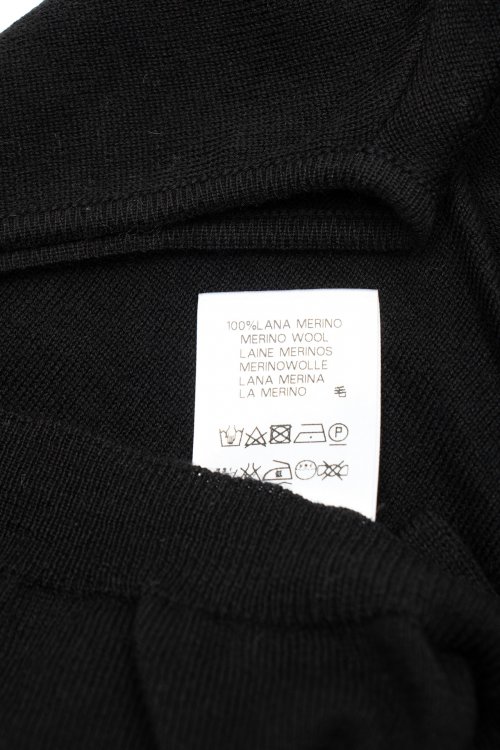 100%LANA MERINO
MERINO WOOL
LAINE MERINOS
MERINOWOLLE
LANA MERINA
LA MERINO 毛
P